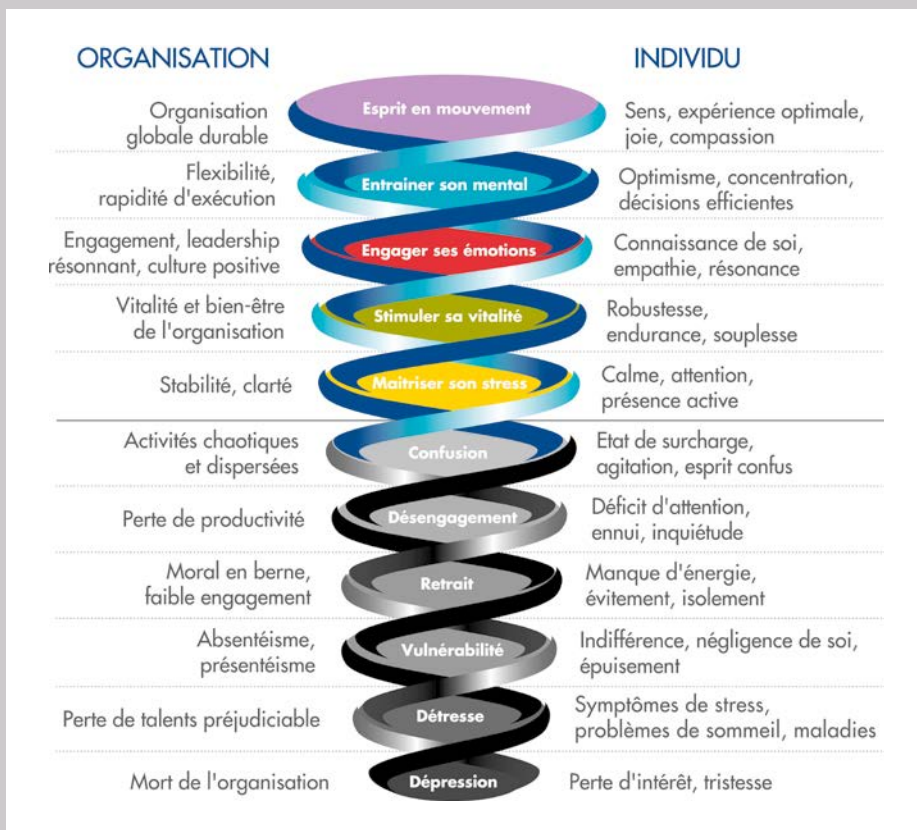 ORGANISATION
INDIVIDU
Organisation
globale durable
Esprit en mouvement
Sens, expérience optimale,
joie, compassion
Flexibilité,
rapidité d'exécution
Entrainer son mental
Optimisme, concentration,
décisions efficientes
Engagement, leadership
résonnant, culture positive
Engager ses émotions
Connaissance de soi,
empathie, résonance
Vitalité et bien-être
de l'organisation
Stimuler sa vitalité
Robustesse,
endurance, souplesse
Stabilité, clarté
Maitriser son stress
Calme, attention,
présence active
Activités chaotiques
et dispersées
Confusion
Etat de surcharge,
agitation, esprit confus
Perte de productivité
Désengagement
Déficit d'attention,
ennui, inquiétude
Moral en berne,
faible engagement
Retrait
Manque d'énergie,
évitement, isolement
Absentéisme,
présentéisme
Vulnérabilité
Indifférence, négligence de soi,
épuisement
Perte de talents préjudiciable
Détresse
Symptômes de stress,
problèmes de sommeil, maladies
Mort de l'organisation
Dépression
Perte d'intérêt, tristesse